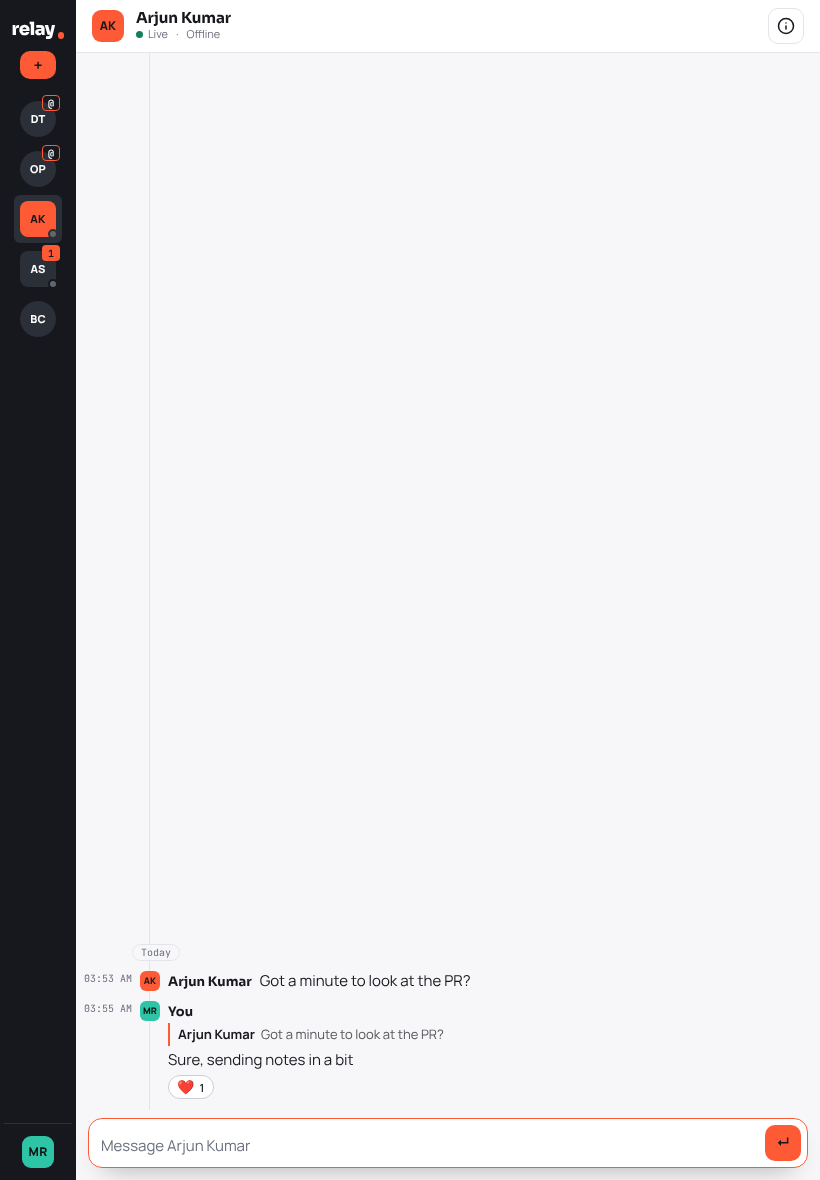 relay.
+
@
DT
@
OP
AK
1
AS
BC
MR
AK
Arjun Kumar
Live · Offline
Today
03:53 AM AK Arjun Kumar Got a minute to look at the PR?
03:55 AM MR You
Arjun Kumar Got a minute to look at the PR?
Sure, sending notes in a bit
❤️ 1
Message Arjun Kumar